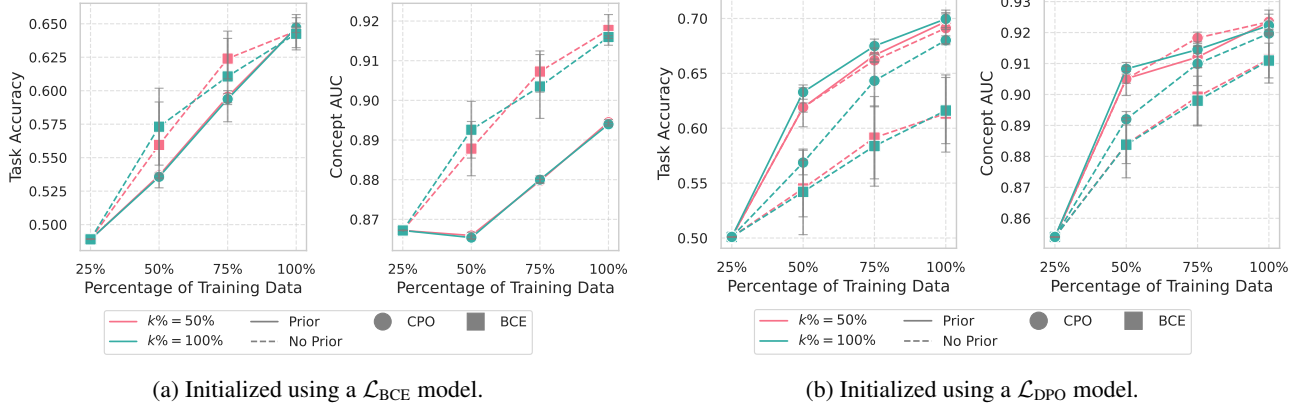 Task Accuracy
0.650
0.625
0.600
0.575
0.550
0.525
0.500
25% 50% 75% 100%
Percentage of Training Data
Concept AUC
0.92
0.91
0.90
0.89
0.88
0.87
25% 50% 75% 100%
Percentage of Training Data
k% = 50% Prior CPO BCE
k% = 100% No Prior
(a) Initialized using a ℒBCE model.
Task Accuracy
0.70
0.65
0.60
0.55
0.50
25% 50% 75% 100%
Percentage of Training Data
Concept AUC
0.93
0.92
0.91
0.90
0.89
0.88
0.87
0.86
25% 50% 75% 100%
Percentage of Training Data
k% = 50% Prior CPO BCE
k% = 100% No Prior
(b) Initialized using a ℒDPO model.